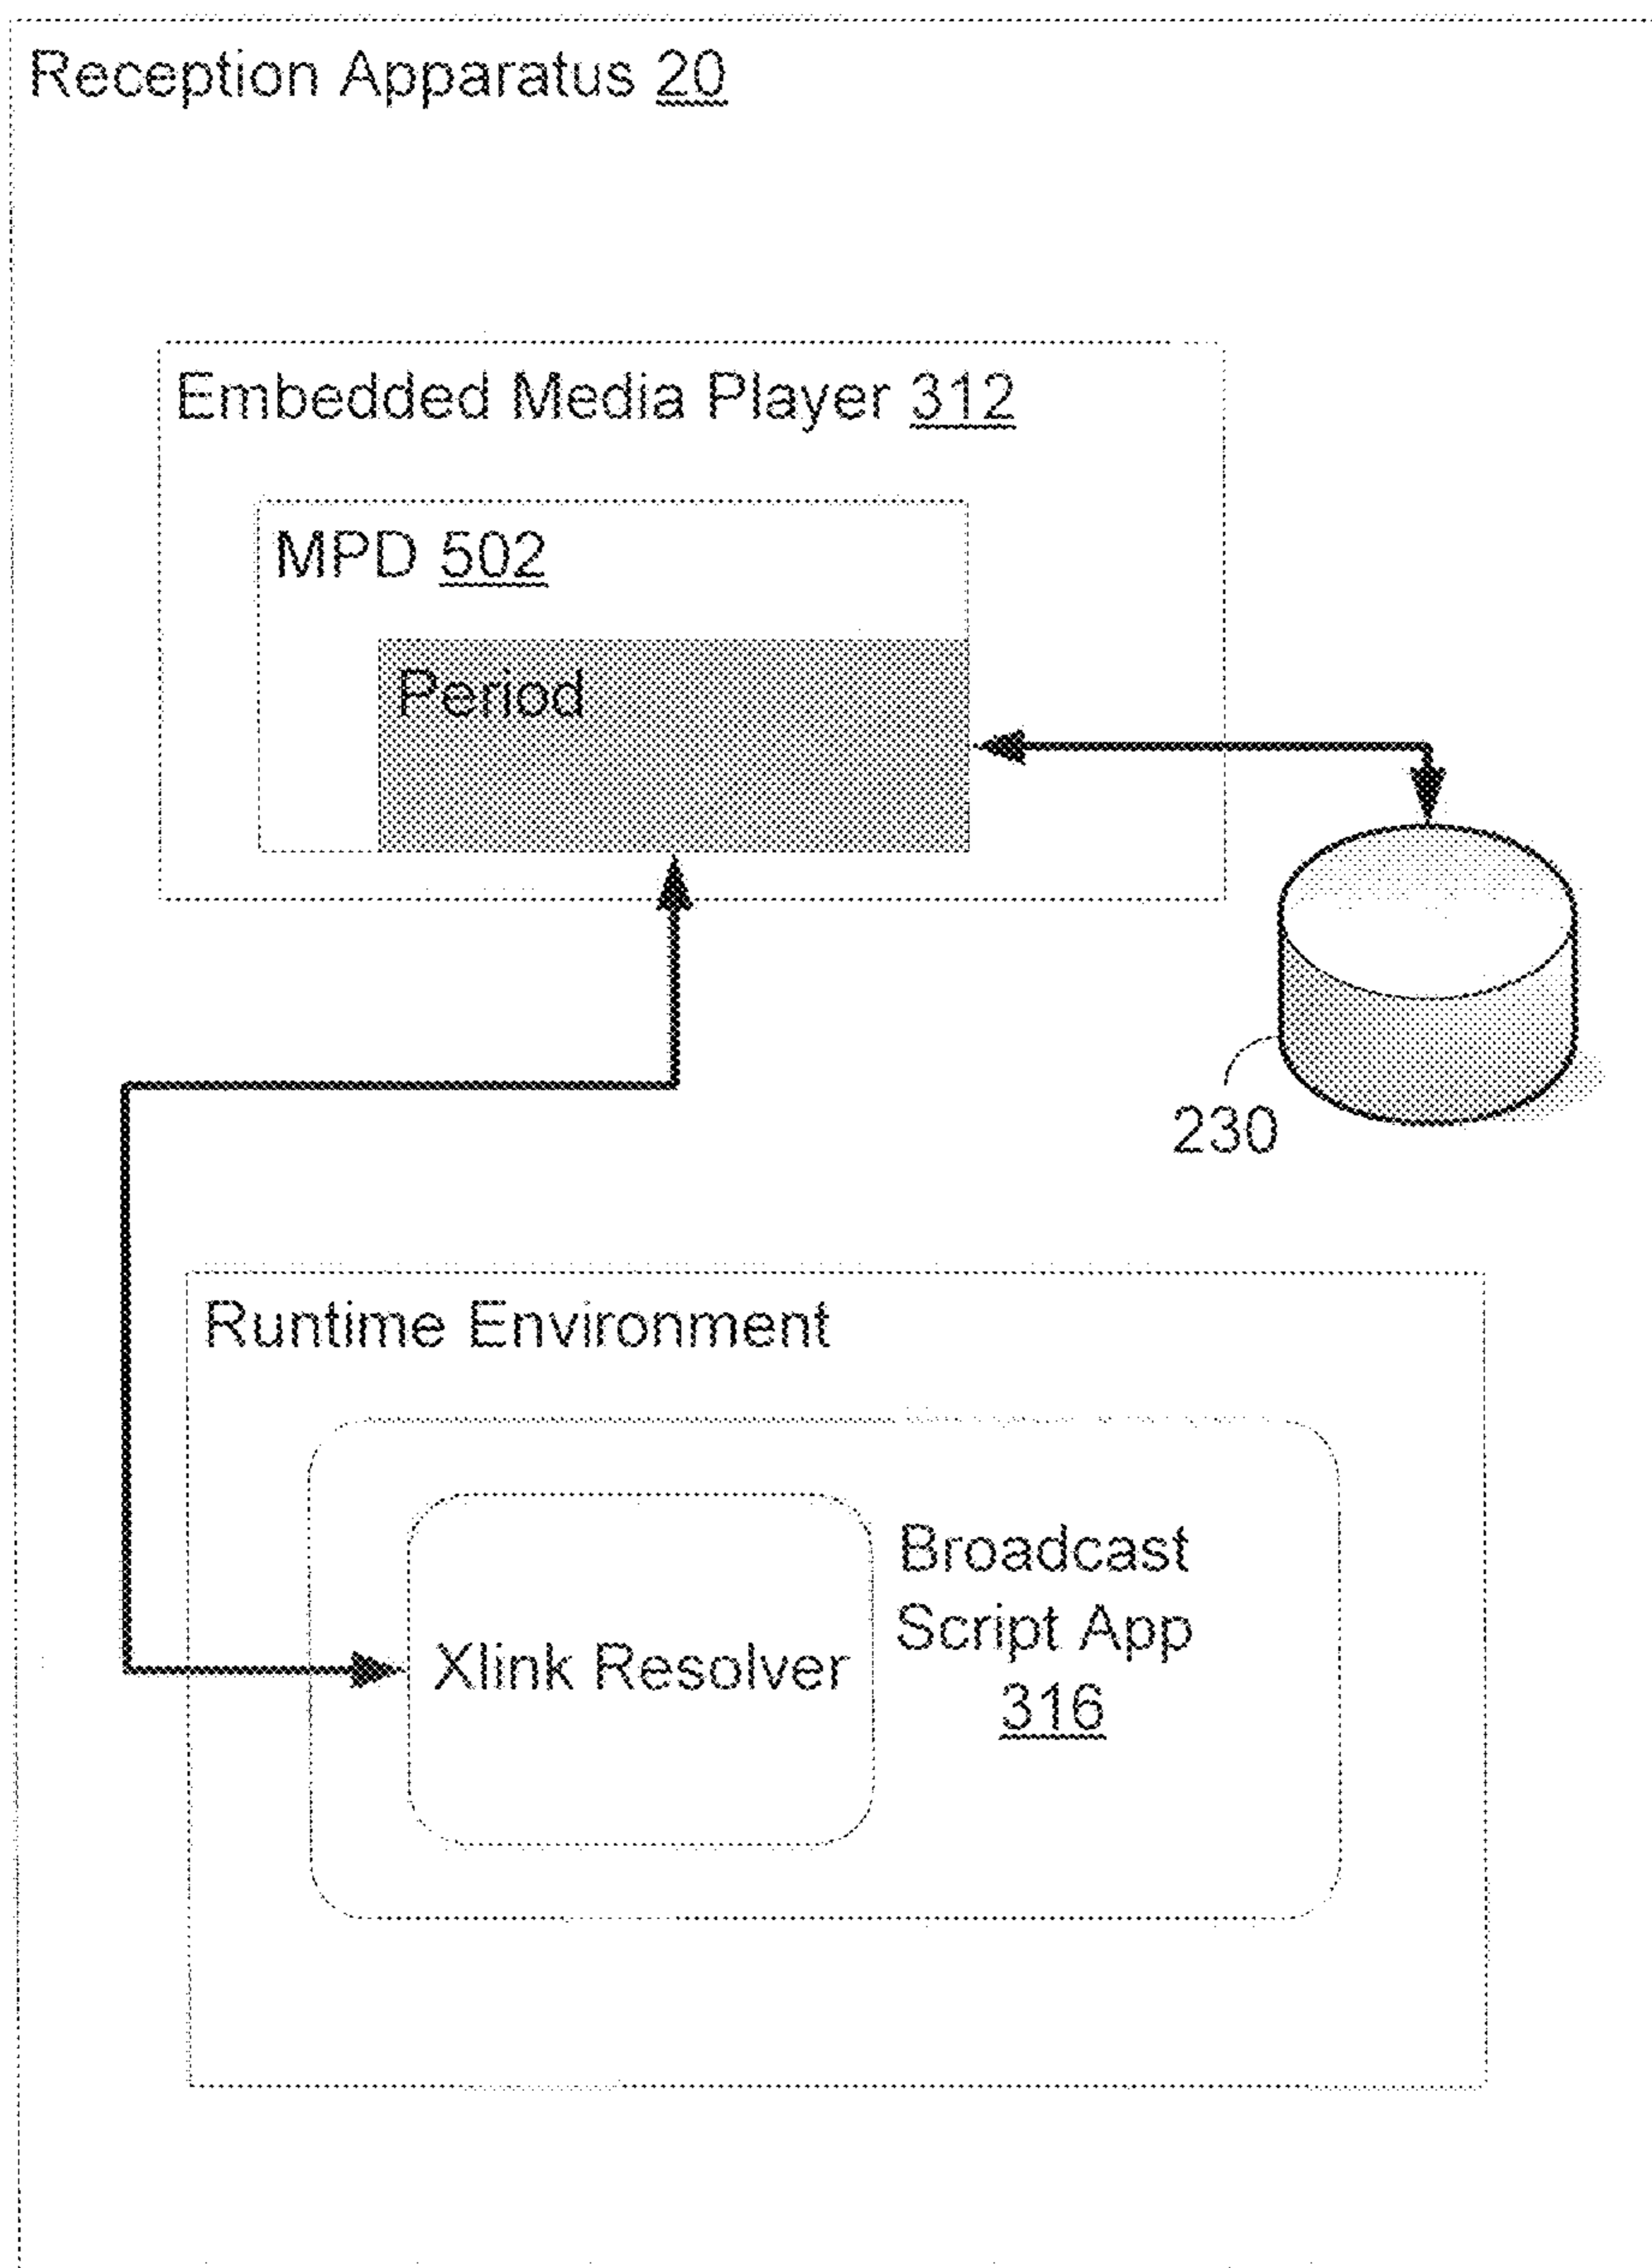 Reception Apparatus 20
Embedded Media Player 312
MPD 502
Period
230
Runtime Environment
Broadcast
Script App
316
Xlink Resolver